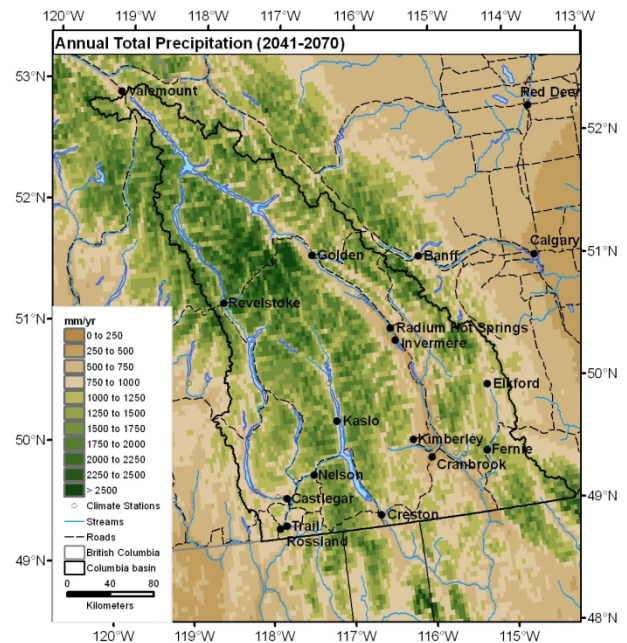 120°W 119°W 118°W 117°W 116°W 115°W 114°W 113°W
Annual Total Precipitation (2041-2070)
53°N
Valemount
Red Deer
52°N
52°N
Calgary
51°N
Golden
Banff
Revelstoke
51°N
Radium Hot Springs
Invermere
50°N
Elkford
Kaslo
50°N
Kimberley
Fernie
Cranbrook
Nelson
49°N
Castlegar
Creston
Trail
Rossland
49°N
48°N
mm/yr
0 to 250
250 to 500
500 to 750
750 to 1000
1000 to 1250
1250 to 1500
1500 to 1750
1750 to 2000
2000 to 2250
2250 to 2500
> 2500
Climate Stations
Streams
Roads
British Columbia
Columbia basin
0 40 80
Kilometers
120°W 119°W 118°W 117°W 116°W 115°W 114°W